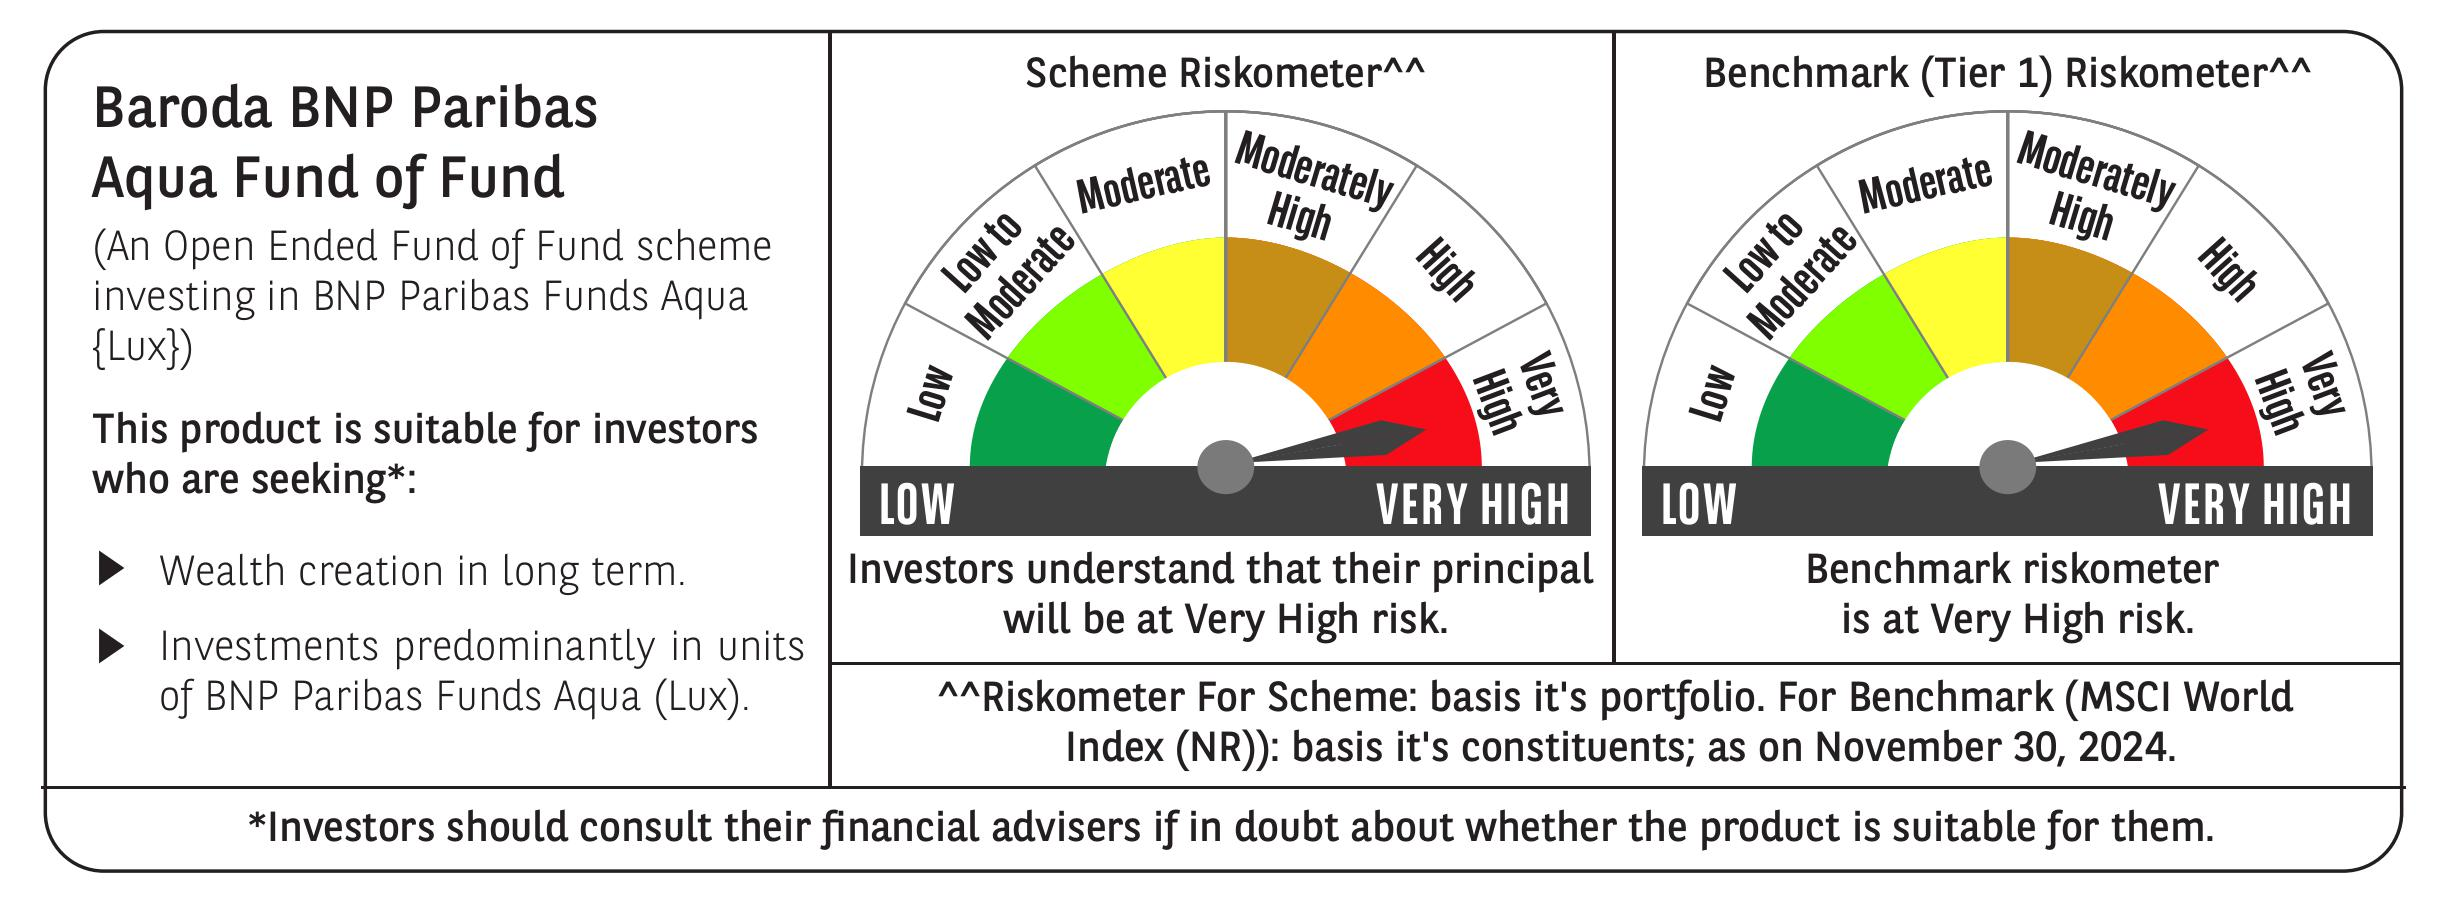 Baroda BNP Paribas
Aqua Fund of Fund
(An Open Ended Fund of Fund scheme
investing in BNP Paribas Funds Aqua
{Lux})
This product is suitable for investors
who are seeking*:
Wealth creation in long term.
Investments predominantly in units
of BNP Paribas Funds Aqua (Lux).
Scheme Riskometer^^
Low
Low to
Moderate
Moderate
Moderately
High
High
Very
High
LOW
VERY HIGH
Investors understand that their principal
will be at Very High risk.
Benchmark (Tier 1) Riskometer^^
Low
Low to
Moderate
Moderate
Moderately
High
High
Very
High
LOW
VERY HIGH
Benchmark riskometer
is at Very High risk.
^^Riskometer For Scheme: basis it's portfolio. For Benchmark (MSCI World
Index (NR)): basis it's constituents; as on November 30, 2024.
*Investors should consult their financial advisers if in doubt about whether the product is suitable for them.